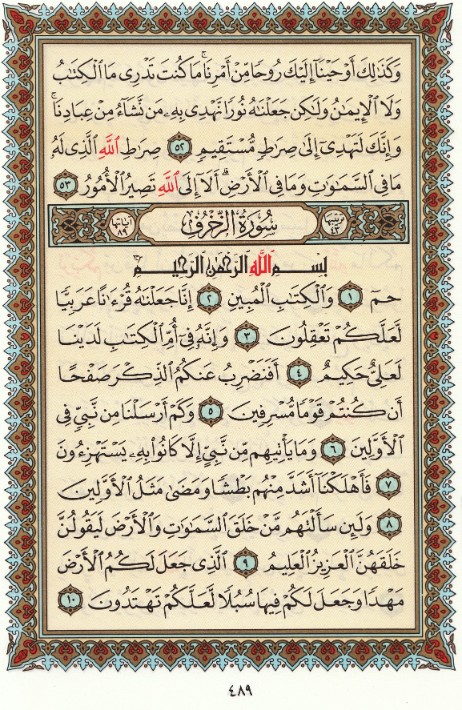 وَكَذَٰلِكَ أَوْحَيْنَآ إِلَيْكَ رُوحًا مِّنْ أَمْرِنَا ۚ مَا كُنتَ تَدْرِى مَا ٱلْكِتَٰبُ
وَلَا ٱلْإِيمَٰنُ وَلَٰكِن جَعَلْنَٰهُ نُورًا نَّهْدِى بِهِۦ مَن نَّشَآءُ مِنْ عِبَادِنَا ۚ
وَإِنَّكَ لَتَهْدِىٓ إِلَىٰ صِرَٰطٍ مُّسْتَقِيمٍ ٥٢ صِرَٰطِ ٱللَّهِ ٱلَّذِى لَهُۥ
مَا فِى ٱلسَّمَٰوَٰتِ وَمَا فِى ٱلْأَرْضِ ۗ أَلَآ إِلَى ٱللَّهِ تَصِيرُ ٱلْأُمُورُ ٥٣
ترتيبها ٤٣ سُورَةُ الزُّخْرُفِ آياتها ٨٩
بِسْمِ ٱللَّهِ ٱلرَّحْمَٰنِ ٱلرَّحِيمِ
حمٓ ١ وَٱلْكِتَٰبِ ٱلْمُبِينِ ٢ إِنَّا جَعَلْنَٰهُ قُرْءَٰنًا عَرَبِيًّا
لَّعَلَّكُمْ تَعْقِلُونَ ٣ وَإِنَّهُۥ فِىٓ أُمِّ ٱلْكِتَٰبِ لَدَيْنَا
لَعَلِىٌّ حَكِيمٌ ٤ أَفَنَضْرِبُ عَنكُمُ ٱلذِّكْرَ صَفْحًا
أَن كُنتُمْ قَوْمًا مُّسْرِفِينَ ٥ وَكَمْ أَرْسَلْنَا مِن نَّبِىٍّ فِى
ٱلْأَوَّلِينَ ٦ وَمَا يَأْتِيهِم مِّن نَّبِىٍّ إِلَّا كَانُوا۟ بِهِۦ يَسْتَهْزِءُونَ
٧ فَأَهْلَكْنَآ أَشَدَّ مِنْهُم بَطْشًا وَمَضَىٰ مَثَلُ ٱلْأَوَّلِينَ
٨ وَلَئِن سَأَلْتَهُم مَّنْ خَلَقَ ٱلسَّمَٰوَٰتِ وَٱلْأَرْضَ لَيَقُولُنَّ
خَلَقَهُنَّ ٱلْعَزِيزُ ٱلْعَلِيمُ ٩ ٱلَّذِى جَعَلَ لَكُمُ ٱلْأَرْضَ
مَهْدًا وَجَعَلَ لَكُمْ فِيهَا سُبُلًا لَّعَلَّكُمْ تَهْتَدُونَ ١٠
٤٨٩